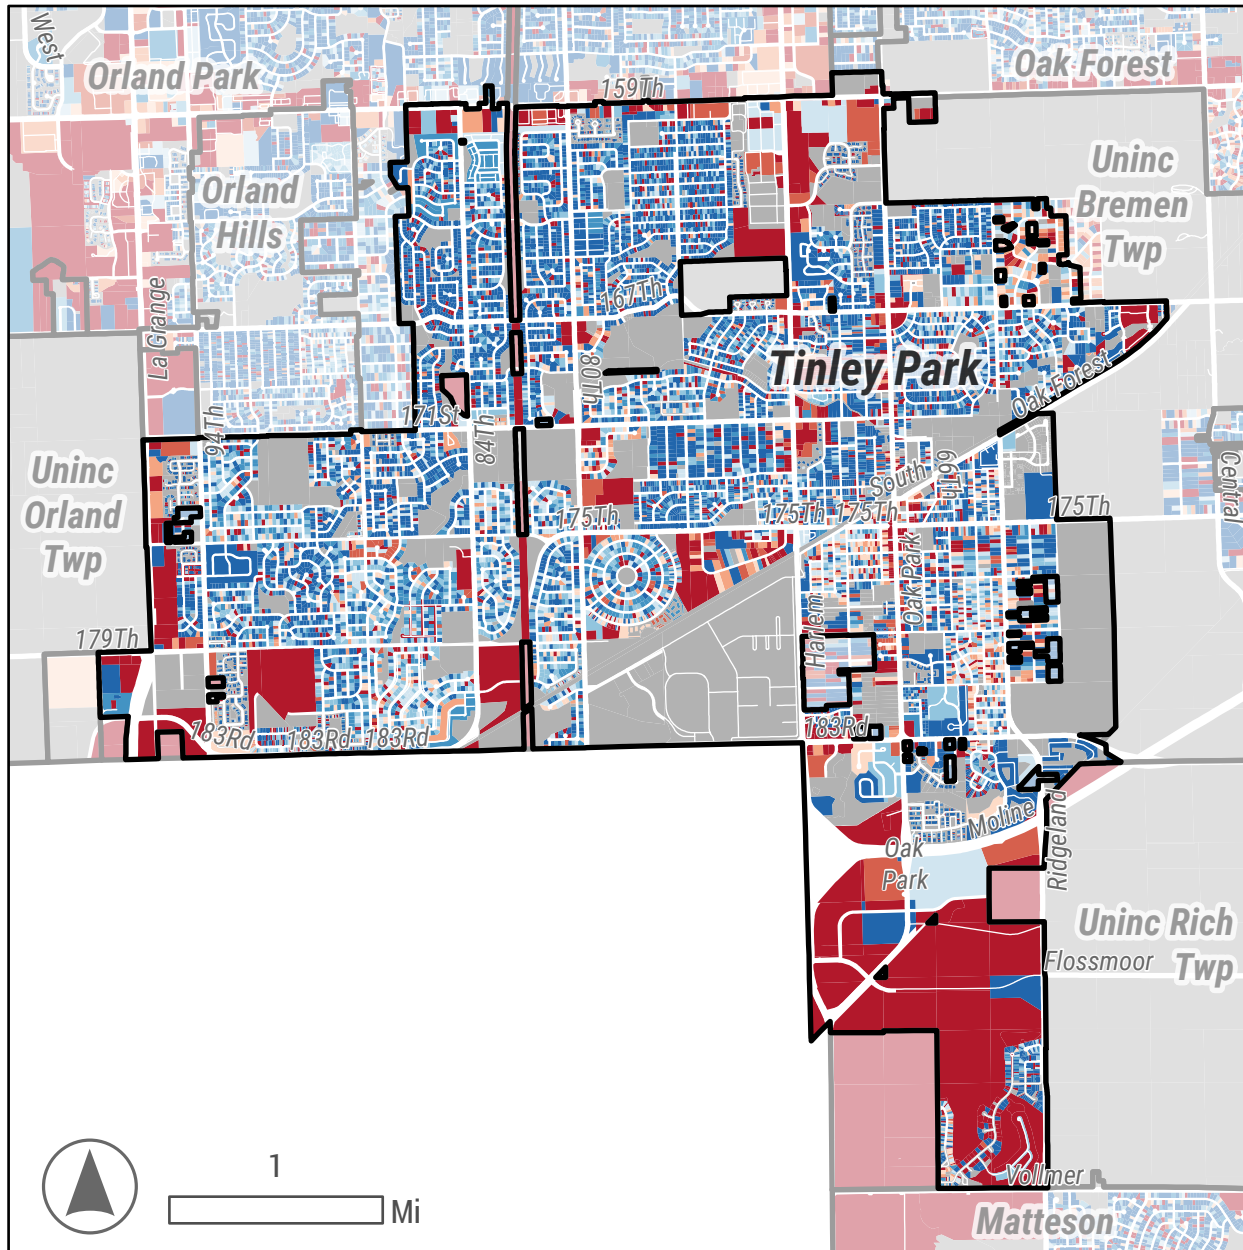 West
Orland Park
159Th
Oak Forest
Uninc
Bremen
Twp
Orland
Hills
La Grange
167Th
80Th
Tinley Park
Oak Forest
171St
94Th
84Th
South
66Th
Central
Uninc
Orland
Twp
175Th
175Th
175Th
175Th
Oak Park
Harlem
179Th
183Rd
183Rd
183Rd
183Rd
Moline
Ridgeland
Oak
Park
Uninc Rich
Twp
Flossmoor
Vollmer
Matteson
1
Mi